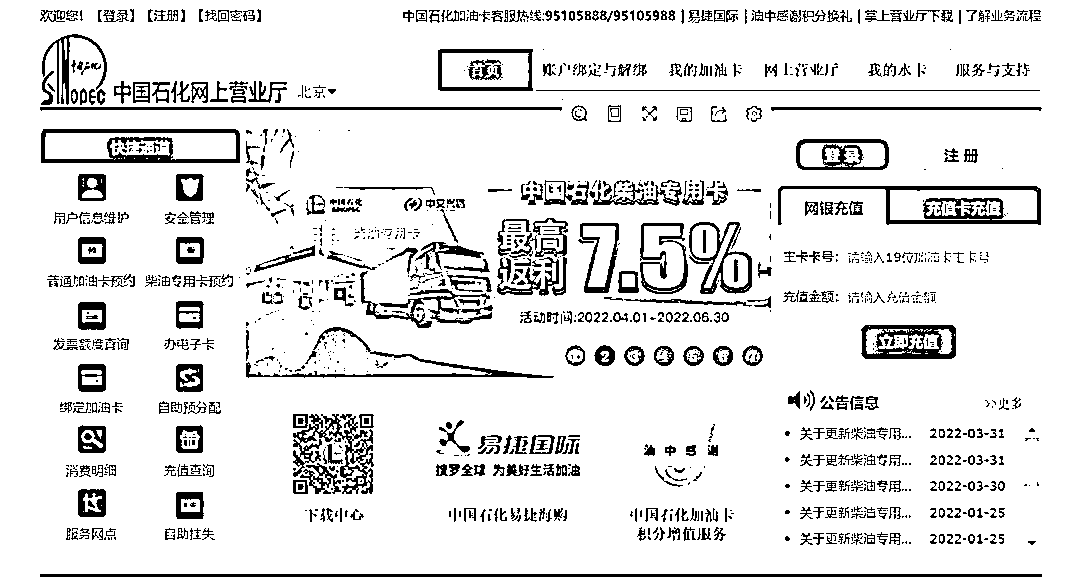 欢迎您! 【登录】【注册】【找回密码】
中国石化加油卡客服热线:95105888/95105988 | 易捷国际 | 油中感谢积分换礼 | 掌上营业厅下载 | 了解业务流程
SINOPEC 中国石化网上营业厅 北京
首页 账户绑定与解绑 我的加油卡 网上营业厅 我的水卡 服务与支持
快捷通道
用户信息维护 安全管理
普通加油卡预约 柴油专用卡预约
发票额度查询 办电子卡
绑定加油卡 自助预分配
消费明细 充值查询
服务网点 自助挂失
中国石化
SINOPEC
柴油专用卡
中国石化柴油专用卡
最高
返利
7.5%
活动时间:2022.04.01~2022.06.30
2
登录 注册
网银充值 充值卡充值
主卡卡号: 请输入19位加油卡主卡号
充值金额: 请输入充值金额
立即充值
公告信息 >>更多
• 关于更新柴油专用... 2022-03-31
• 关于更新柴油专用... 2022-03-31
• 关于更新柴油专用... 2022-03-30
• 关于更新柴油专用... 2022-01-25
• 关于更新柴油专用... 2022-01-25
下载中心
易捷国际
搜罗全球 为美好生活加油
中国石化易捷海购
油中感谢
中国石化加油卡
积分增值服务